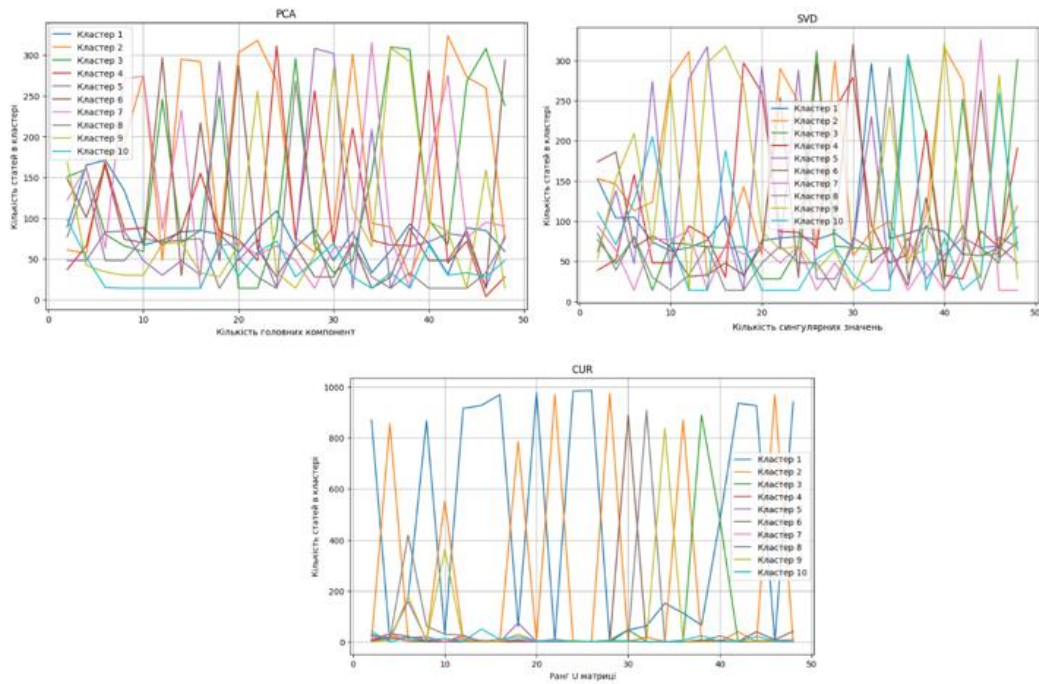 PCA
Кількість статей в кластері
300
250
200
150
100
50
0
Кластер 1
Кластер 2
Кластер 3
Кластер 4
Кластер 5
Кластер 6
Кластер 7
Кластер 8
Кластер 9
Кластер 10
0 10 20 30 40 50
Кількість головних компонент
SVD
Кількість статей в кластері
300
250
200
150
100
50
0
Кластер 1
Кластер 2
Кластер 3
Кластер 4
Кластер 5
Кластер 6
Кластер 7
Кластер 8
Кластер 9
Кластер 10
0 10 20 30 40 50
Кількість сингулярних значень
CUR
Кількість статей в кластері
1000
800
600
400
200
0
Кластер 1
Кластер 2
Кластер 3
Кластер 4
Кластер 5
Кластер 6
Кластер 7
Кластер 8
Кластер 9
Кластер 10
0 10 20 30 40 50
Ранг U матриці